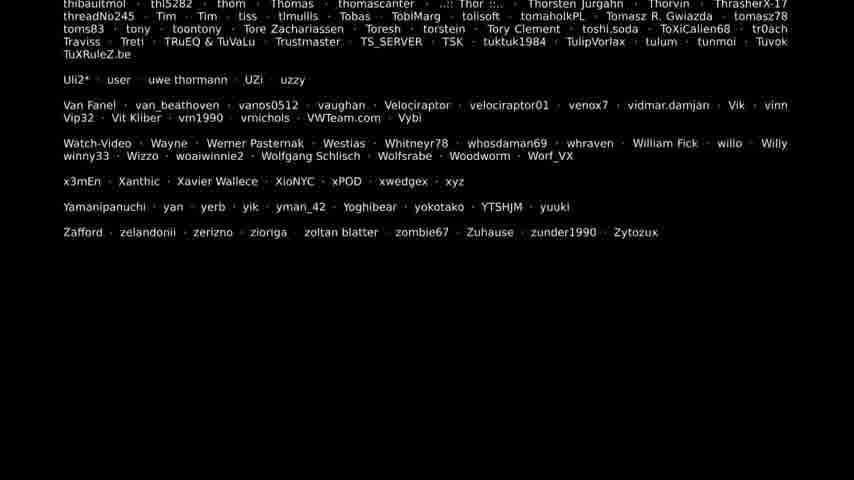 thibaultmol · thl5282 · thom · Thomas · thomascanter · ..:: Thor ::.. · Thorsten Jurgahn · Thorvin · ThrasherX-17
threadNo245 · Tim · Tim · tiss · tlmullis · Tobas · TobiMarg · tolisoft · tomaholkPL · Tomasz R. Gwiazda · tomasz78
toms83 · tony · toontony · Tore Zachariassen · Toresh · torstein · Tory Clement · toshi.soda · ToXiCallen68 · tr0ach
Traviss · Treti · TRuEQ & TuVaLu · Trustmaster · TS_SERVER · TSK · tuktuk1984 · TulipVorlax · tulum · tunmoi · Tuvok
TuXRuleZ.be
Uli2* · user · uwe thormann · UZi · uzzy
Van Fanel · van_beathoven · vanos0512 · vaughan · Velociraptor · velociraptor01 · venox7 · vidmar.damjan · Vik · vinn
Vip32 · Vit Kliber · vm1990 · vmichols · VWTeam.com · Vybi
Watch-Video · Wayne · Werner Pasternak · Westias · Whitneyr78 · whosdaman69 · whraven · William Fick · willo · Willy
winny33 · Wizzo · woaiwinnie2 · Wolfgang Schlisch · Wolfsrabe · Woodworm · Worf_VX
x3mEn · Xanthic · Xavier Wallece · XioNYC · xPOD · xwedgex · xyz
Yamanipanuchi · yan · yerb · yik · yman_42 · Yoghibear · yokotako · YTSHJM · yuuki
Zafford · zelandonii · zerizno · zioriga · zoltan blatter · zombie67 · Zuhause · zunder1990 · Zytozux